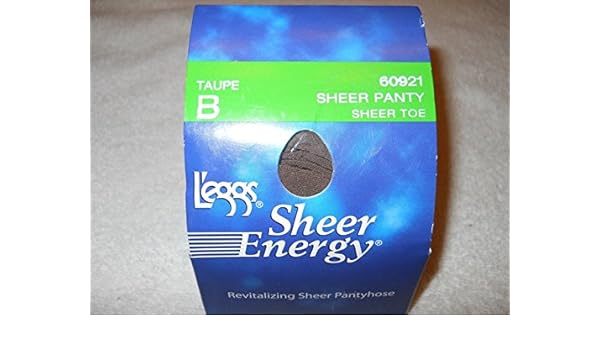 TAUPE
B
60921
SHEER PANTY
SHEER TOE
L'eggs®
Sheer
Energy®
Revitalizing Sheer Pantyhose